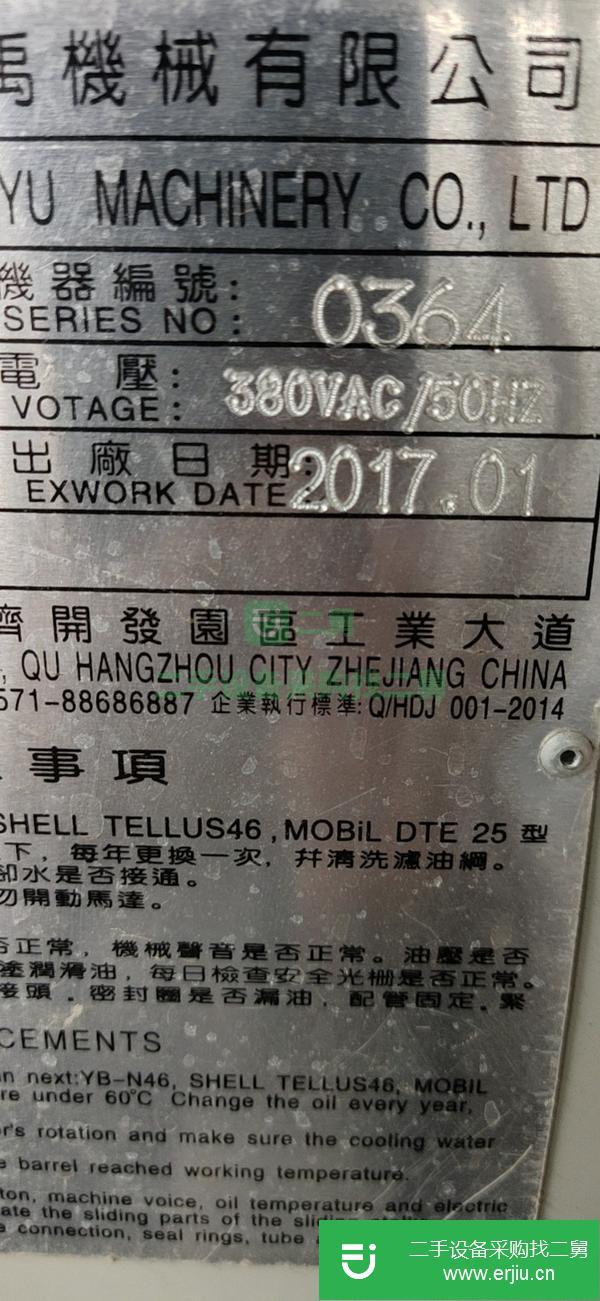 禹機械有限公司
YU MACHINERY CO., LTD
機器編號:
SERIES NO: 0364
電 壓:
VOTAGE: 380VAC/50HZ
出廠日期:
EXWORK DATE: 2017.01
二手
濟開發園區工業大道
, QU HANGZHOU CITY ZHEJIANG CHINA
571-88686887 企業執行標準: Q/HDJ 001-2014
事項
SHELL TELLUS46, MOBiL DTE 25 型
下，每年更換一次，幷清洗濾油網。
卻水是否接通。
勿開動馬達。
否正常，機械聲音是否正常。油壓是否
塗潤滑油，每日檢查安全光柵是否正常。
接頭．密封圈是否漏油，配管固定．緊
CEMENTS
n next:YB-N46, SHELL TELLUS46, MOBIL
re under 60℃ Change the oil every year,
r's rotation and make sure the cooling water
e barrel reached working temperature.
ton, machine voice, oil temperature and electric
ate the sliding parts of the sliding
e connection, seal rings, tube
二手设备采购找二舅
www.erjiu.cn